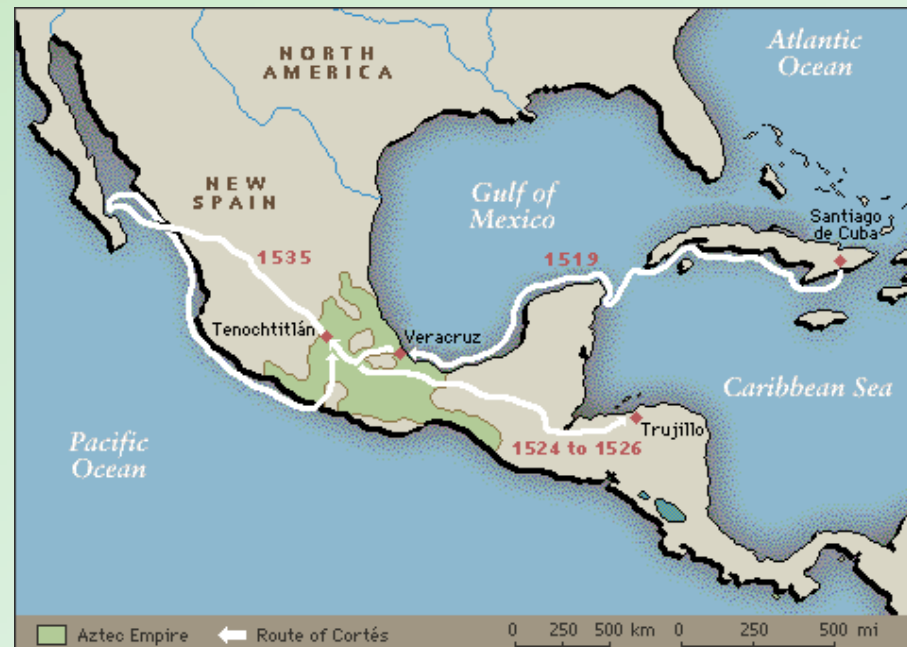 NORTH
AMERICA
Atlantic
Ocean
NEW
SPAIN
Gulf of
Mexico
Santiago
de Cuba
1535
1519
Tenochtitlán
Veracruz
Caribbean Sea
Pacific
Ocean
Trujillo
1524 to 1526
Aztec Empire
Route of Cortés
0 250 500 km
0 250 500 mi